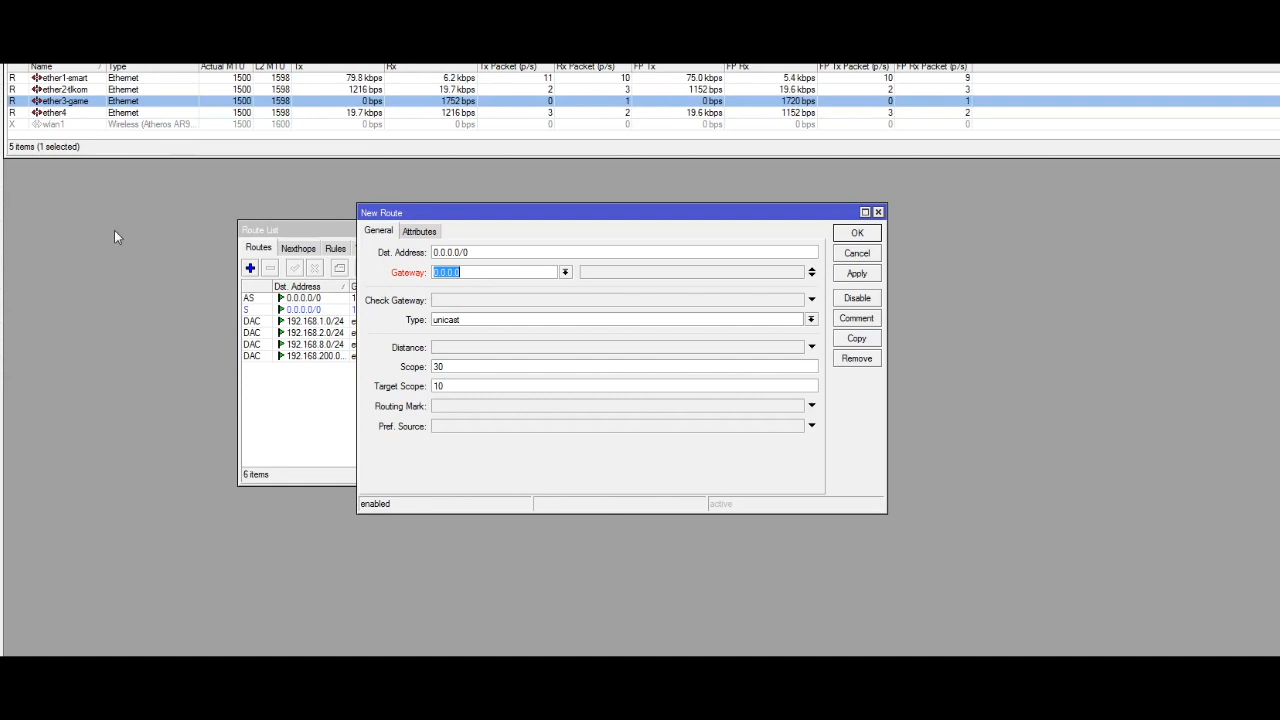 Name / Type Actual MTU L2 MTU Tx Rx Tx Packet (p/s) Rx Packet (p/s) FP Tx FP Rx FP Tx Packet (p/s) FP Rx Packet (p/s)
R ether1-smart Ethernet 1500 1598 79.8 kbps 6.2 kbps 11 10 75.0 kbps 5.4 kbps 10 9
R ether2-tlkom Ethernet 1500 1598 1216 bps 19.7 kbps 2 3 1152 bps 19.6 kbps 2 3
R ether3-game Ethernet 1500 1598 0 bps 1752 bps 0 1 0 bps 1720 bps 0 1
R ether4 Ethernet 1500 1598 19.7 kbps 1216 bps 3 2 19.6 kbps 1152 bps 3 2
X wlan1 Wireless (Atheros AR9... 1500 1600 0 bps 0 bps 0 0 0 bps 0 bps 0 0
5 items (1 selected)
Route List
Routes Nexthops Rules
Dst. Address / G
AS 0.0.0.0/0 1
S 0.0.0.0/0 1
DAC 192.168.1.0/24 e
DAC 192.168.2.0/24 e
DAC 192.168.8.0/24 e
DAC 192.168.200.0... e
6 items
New Route
General Attributes
Dst. Address: 0.0.0.0/0
Gateway: 0.0.0.0
Check Gateway:
Type: unicast
Distance:
Scope: 30
Target Scope: 10
Routing Mark:
Pref. Source:
enabled active
OK
Cancel
Apply
Disable
Comment
Copy
Remove